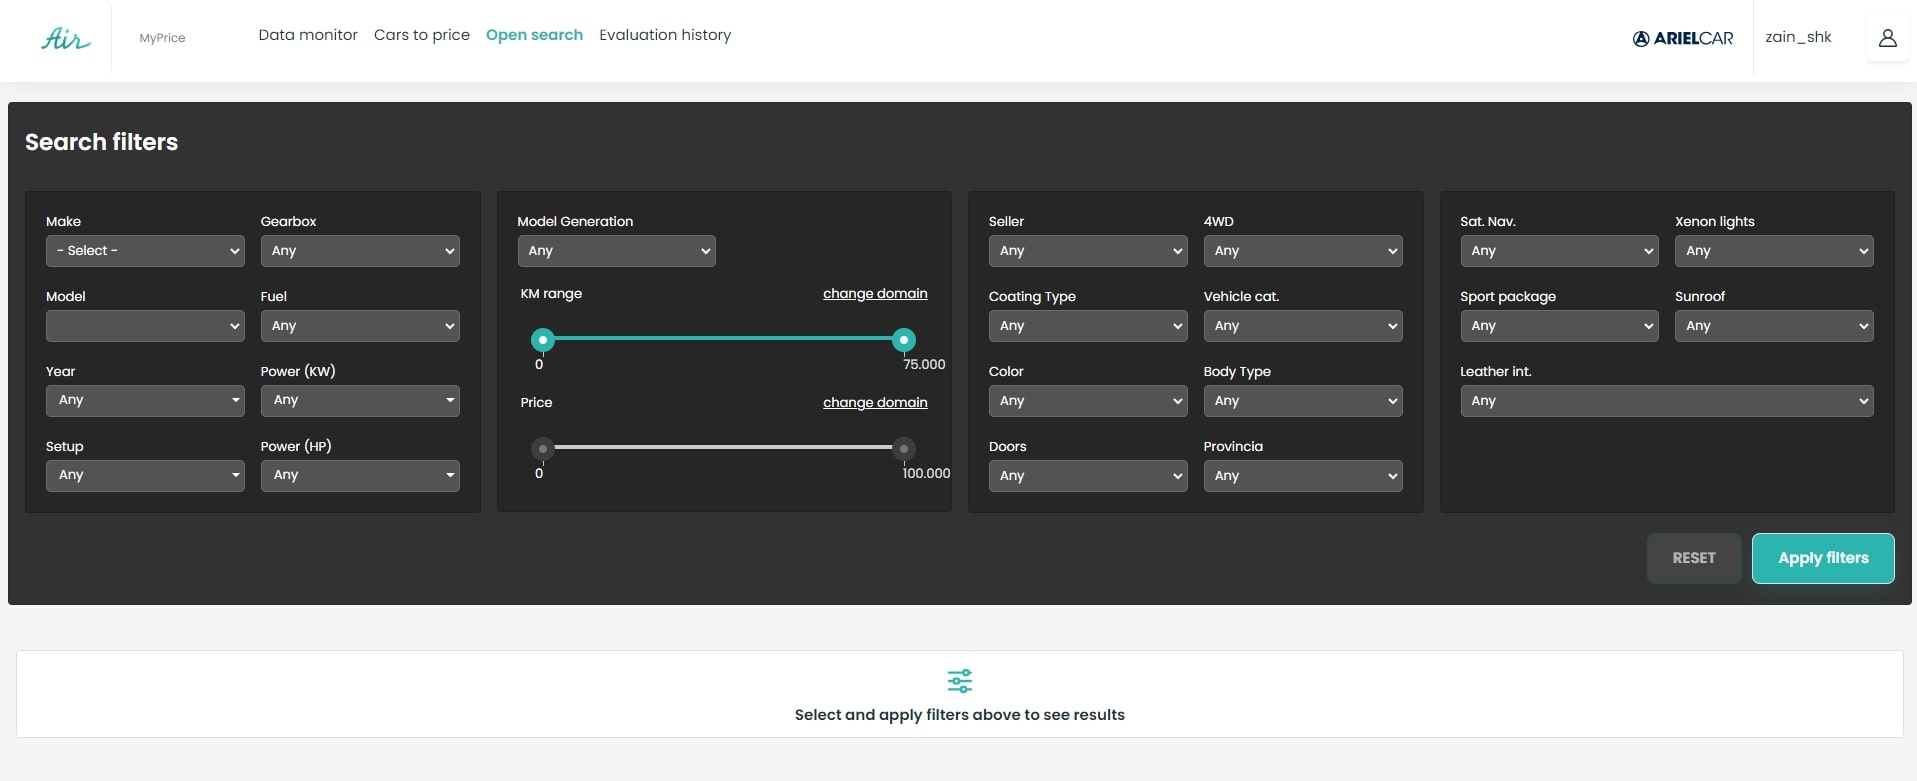 Air
MyPrice
Data monitor Cars to price Open search Evaluation history
ARIELCAR
zain_shk
Search filters
Make Gearbox
- Select - Any
Model Fuel
Any
Year Power (KW)
Any Any
Setup Power (HP)
Any Any
Model Generation
Any
KM range change domain
0 75.000
Price change domain
0 100.000
Seller 4WD
Any Any
Coating Type Vehicle cat.
Any Any
Color Body Type
Any Any
Doors Provincia
Any Any
Sat. Nav. Xenon lights
Any Any
Sport package Sunroof
Any Any
Leather int.
Any
RESET Apply filters
Select and apply filters above to see results